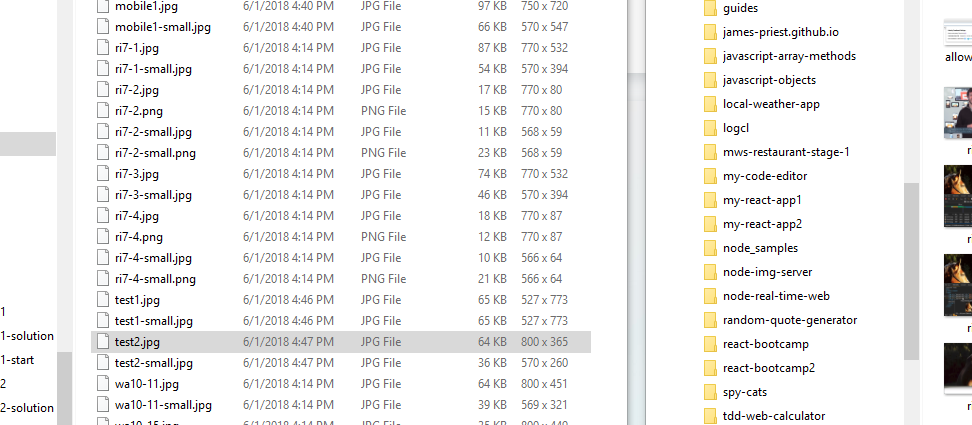 mobile1.jpg 6/1/2018 4:40 PM JPG File 97 KB 750 x 720
mobile1-small.jpg 6/1/2018 4:40 PM JPG File 66 KB 570 x 547
ri7-1.jpg 6/1/2018 4:14 PM JPG File 87 KB 770 x 532
ri7-1-small.jpg 6/1/2018 4:14 PM JPG File 54 KB 570 x 394
ri7-2.jpg 6/1/2018 4:14 PM JPG File 17 KB 770 x 80
ri7-2.png 6/1/2018 4:14 PM PNG File 15 KB 770 x 80
ri7-2-small.jpg 6/1/2018 4:14 PM JPG File 11 KB 568 x 59
ri7-2-small.png 6/1/2018 4:14 PM PNG File 23 KB 568 x 59
ri7-3.jpg 6/1/2018 4:14 PM JPG File 74 KB 770 x 532
ri7-3-small.jpg 6/1/2018 4:14 PM JPG File 46 KB 570 x 394
ri7-4.jpg 6/1/2018 4:14 PM JPG File 18 KB 770 x 87
ri7-4.png 6/1/2018 4:14 PM PNG File 12 KB 770 x 87
ri7-4-small.jpg 6/1/2018 4:14 PM JPG File 10 KB 566 x 64
ri7-4-small.png 6/1/2018 4:14 PM PNG File 21 KB 566 x 64
test1.jpg 6/1/2018 4:46 PM JPG File 65 KB 527 x 773
test1-small.jpg 6/1/2018 4:46 PM JPG File 65 KB 527 x 773
test2.jpg 6/1/2018 4:47 PM JPG File 64 KB 800 x 365
test2-small.jpg 6/1/2018 4:47 PM JPG File 36 KB 570 x 260
wa10-11.jpg 6/1/2018 4:14 PM JPG File 64 KB 800 x 451
wa10-11-small.jpg 6/1/2018 4:14 PM JPG File 39 KB 569 x 321
wa10-15.jpg 6/1/2018 4:14 PM JPG File 35 KB 800 x 449
1
1-solution
1-start
2
2-solution
guides
james-priest.github.io
javascript-array-methods
javascript-objects
local-weather-app
logcl
mws-restaurant-stage-1
my-code-editor
my-react-app1
my-react-app2
node_samples
node-img-server
node-real-time-web
random-quote-generator
react-bootcamp
react-bootcamp2
spy-cats
tdd-web-calculator
allow
r
r
r
r